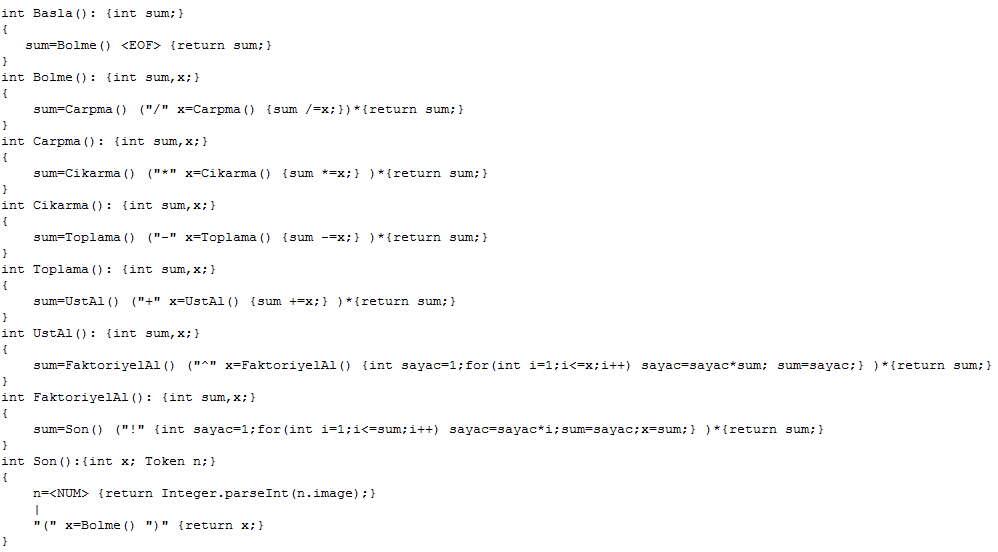 int Basla(): {int sum;}
{
   sum=Bolme() <EOF> {return sum;}
}
int Bolme(): {int sum,x;}
{
    sum=Carpma() ("/" x=Carpma() {sum /=x;})*{return sum;}
}
int Carpma(): {int sum,x;}
{
    sum=Cikarma() ("*" x=Cikarma() {sum *=x;} )*{return sum;}
}
int Cikarma(): {int sum,x;}
{
    sum=Toplama() ("-" x=Toplama() {sum -=x;} )*{return sum;}
}
int Toplama(): {int sum,x;}
{
    sum=UstAl() ("+" x=UstAl() {sum +=x;} )*{return sum;}
}
int UstAl(): {int sum,x;}
{
    sum=FaktoriyelAl() ("^" x=FaktoriyelAl() {int sayac=1;for(int i=1;i<=x;i++) sayac=sayac*sum; sum=sayac;} )*{return sum;}
}
int FaktoriyelAl(): {int sum,x;}
{
    sum=Son() ("!" {int sayac=1;for(int i=1;i<=sum;i++) sayac=sayac*i;sum=sayac;x=sum;} )*{return sum;}
}
int Son():{int x; Token n;}
{
    n=<NUM> {return Integer.parseInt(n.image);}
    |
    "(" x=Bolme() ")" {return x;}
}